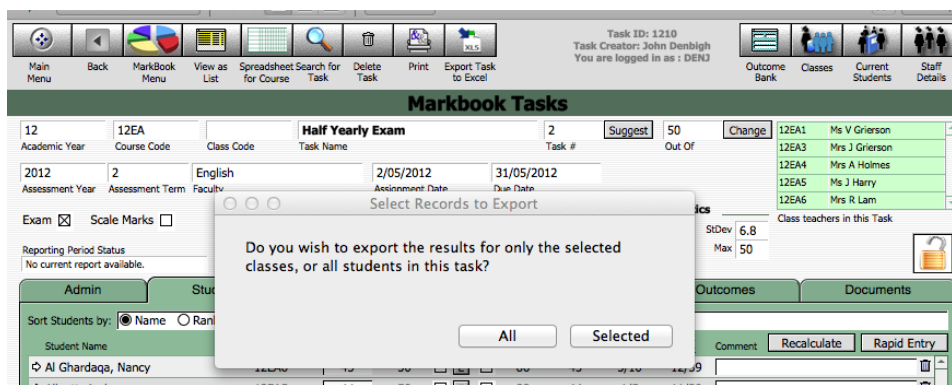 Task ID: 1210
Task Creator: John Denbigh
You are logged in as : DENJ
XLS
Main Menu
Back
MarkBook Menu
View as List
Spreadsheet for Course
Search for Task
Delete Task
Print
Export Task to Excel
Outcome Bank
Classes
Current Students
Staff Details
Markbook Tasks
12 12EA Half Yearly Exam 2 Suggest 50 Change
Academic Year Course Code Class Code Task Name Task # Out Of
12EA1 Ms V Grierson
12EA3 Mrs J Grierson
12EA4 Mrs A Holmes
12EA5 Ms J Harry
12EA6 Mrs R Lam
Class teachers in this Task
2012 2 English 2/05/2012 31/05/2012
Assessment Year Assessment Term Faculty Assignment Date Due Date
Select Records to Export
Do you wish to export the results for only the selected
classes, or all students in this task?
All Selected
Exam Scale Marks
StDev 6.8
Max 50
Reporting Period Status
No current report available.
Admin Outcomes Documents
Sort Students by: Name
Student Name Comment Recalculate Rapid Entry
Al Ghardaqa, Nancy